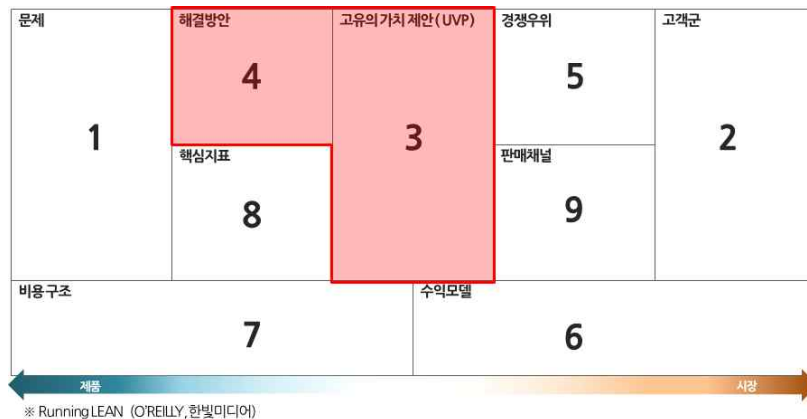 문제
1
해결방안
4
고유의가치 제안( UVP)
3
경쟁우위
5
고객군
2
핵심지표
8
판매채널
9
비용구조
7
수익모델
6
제품
시장
※ Running LEAN (O'REILLY, 한빛미디어)